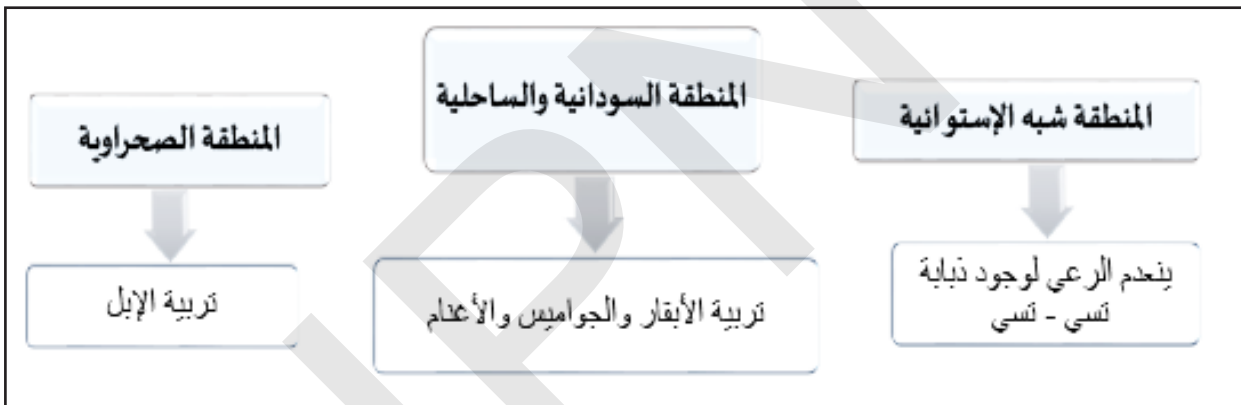 المنطقة شبه الإستوانية
المنطقة السودانية والساحلية
المنطقة الصحراوية
ينعدم الرعي لوجود ذبابة
تسي - تسي
تربية الأبقار والجواميس والأغنام
تربية الإبل